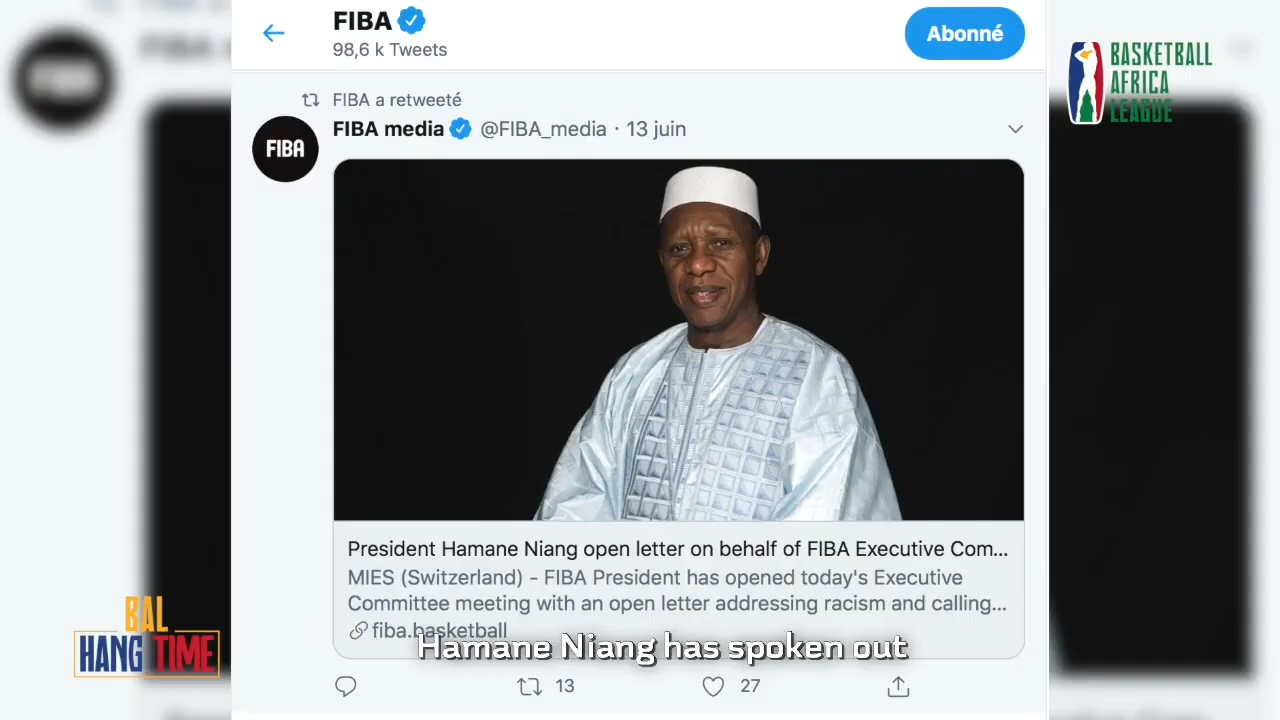 FIBA
98,6 k Tweets
Abonné
BASKETBALL
AFRICA
LEAGUE
FIBA a retweeté
FIBA media @FIBA_media · 13 juin
FIBA
President Hamane Niang open letter on behalf of FIBA Executive Com...
MIES (Switzerland) - FIBA President has opened today's Executive
Committee meeting with an open letter addressing racism and calling...
fiba.basketball
Hamane Niang has spoken out
BAL
HANG TIME
13
27